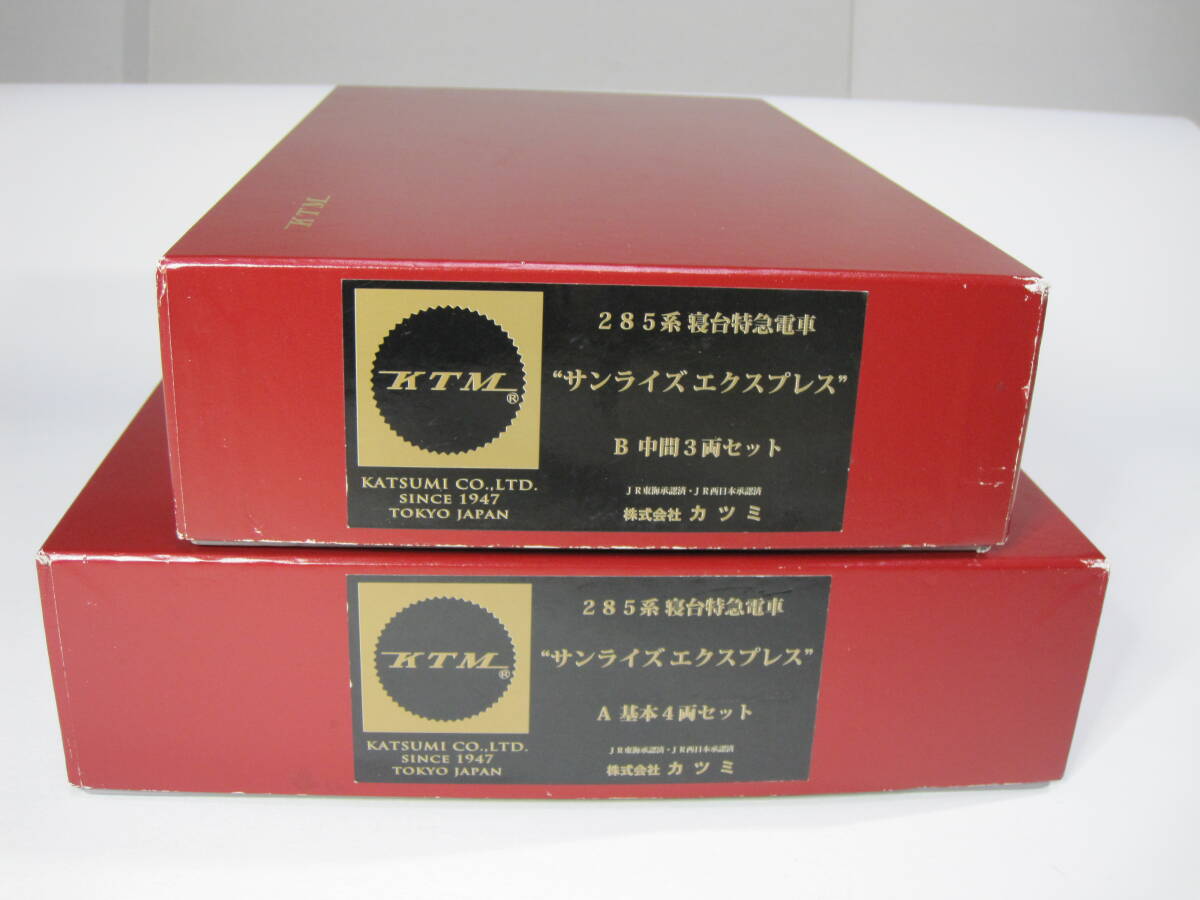 KTM
KTM®
KATSUMI CO.,LTD.
SINCE 1947
TOKYO JAPAN
285系 寝台特急電車
“サンライズ エクスプレス”
B 中間3両セット
JR東海承認済・JR西日本承認済
株式会社 カツミ
KTM®
KATSUMI CO.,LTD.
SINCE 1947
TOKYO JAPAN
285系 寝台特急電車
“サンライズ エクスプレス”
A 基本4両セット
JR東海承認済・JR西日本承認済
株式会社 カツミ